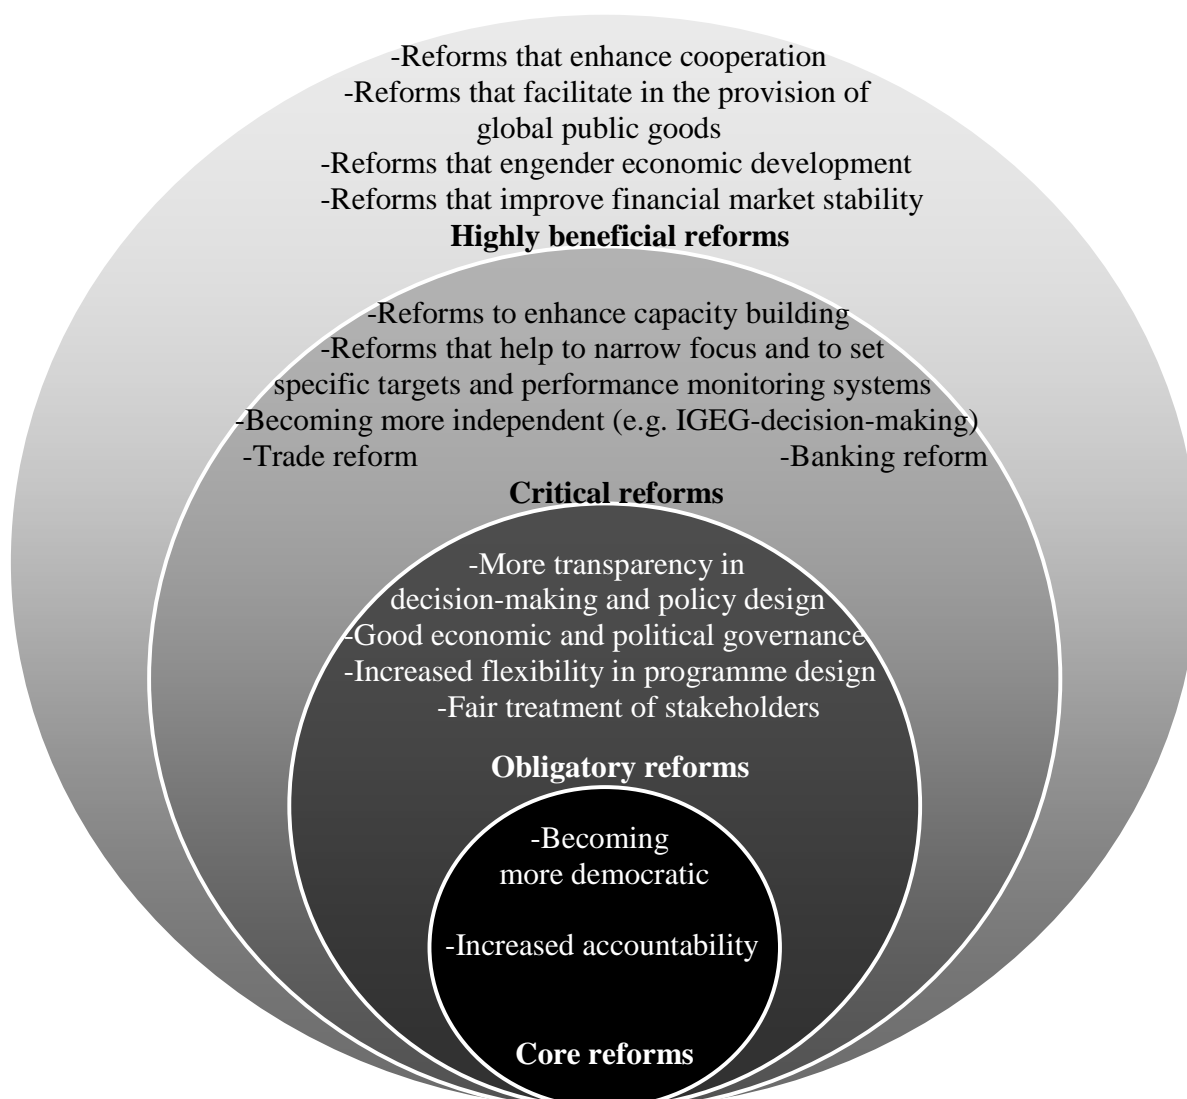 -Reforms that enhance cooperation
-Reforms that facilitate in the provision of
global public goods
-Reforms that engender economic development
-Reforms that improve financial market stability
Highly beneficial reforms
-Reforms to enhance capacity building
-Reforms that help to narrow focus and to set
specific targets and performance monitoring systems
-Becoming more independent (e.g. IGEG-decision-making)
-Trade reform -Banking reform
Critical reforms
-More transparency in
decision-making and policy design
-Good economic and political governance
-Increased flexibility in programme design
-Fair treatment of stakeholders
Obligatory reforms
-Becoming
more democratic
-Increased accountability
Core reforms